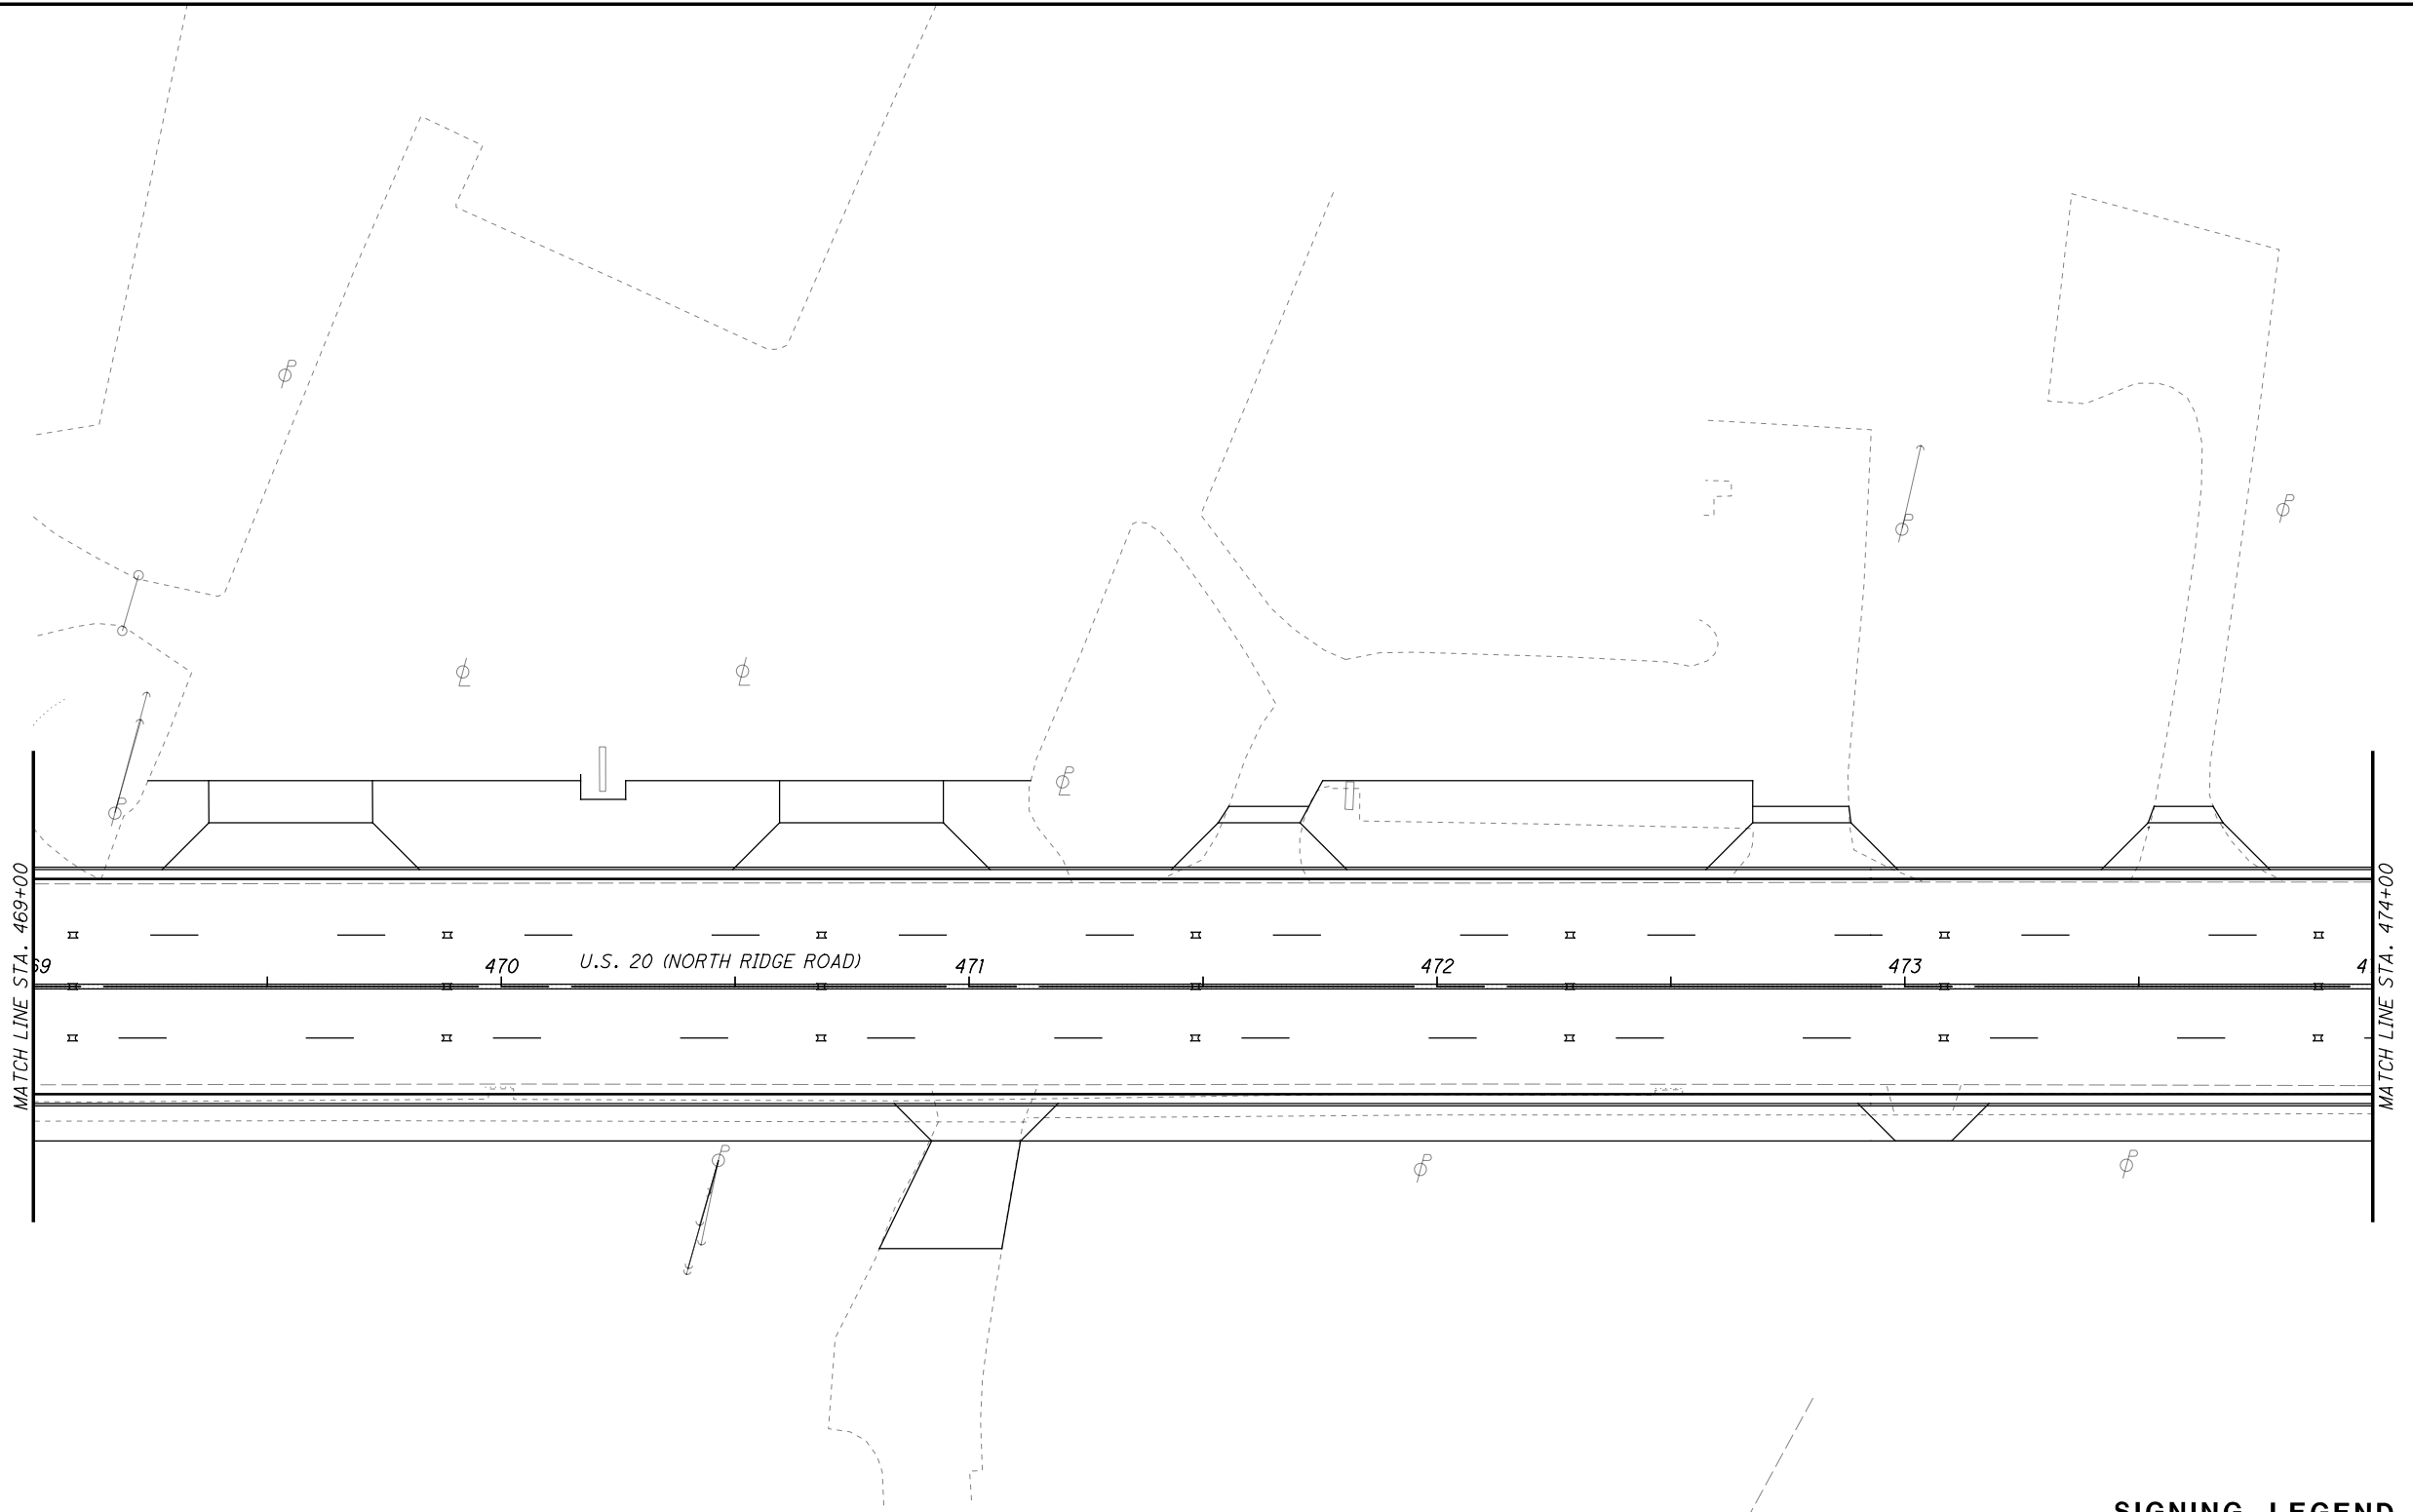 MATCH LINE STA. 469+00
69
470
U.S. 20 (NORTH RIDGE ROAD)
471
472
473
MATCH LINE STA. 474+00
P
P
L
L
P
L
P
P
P
P
P
SIGNING LEGEND